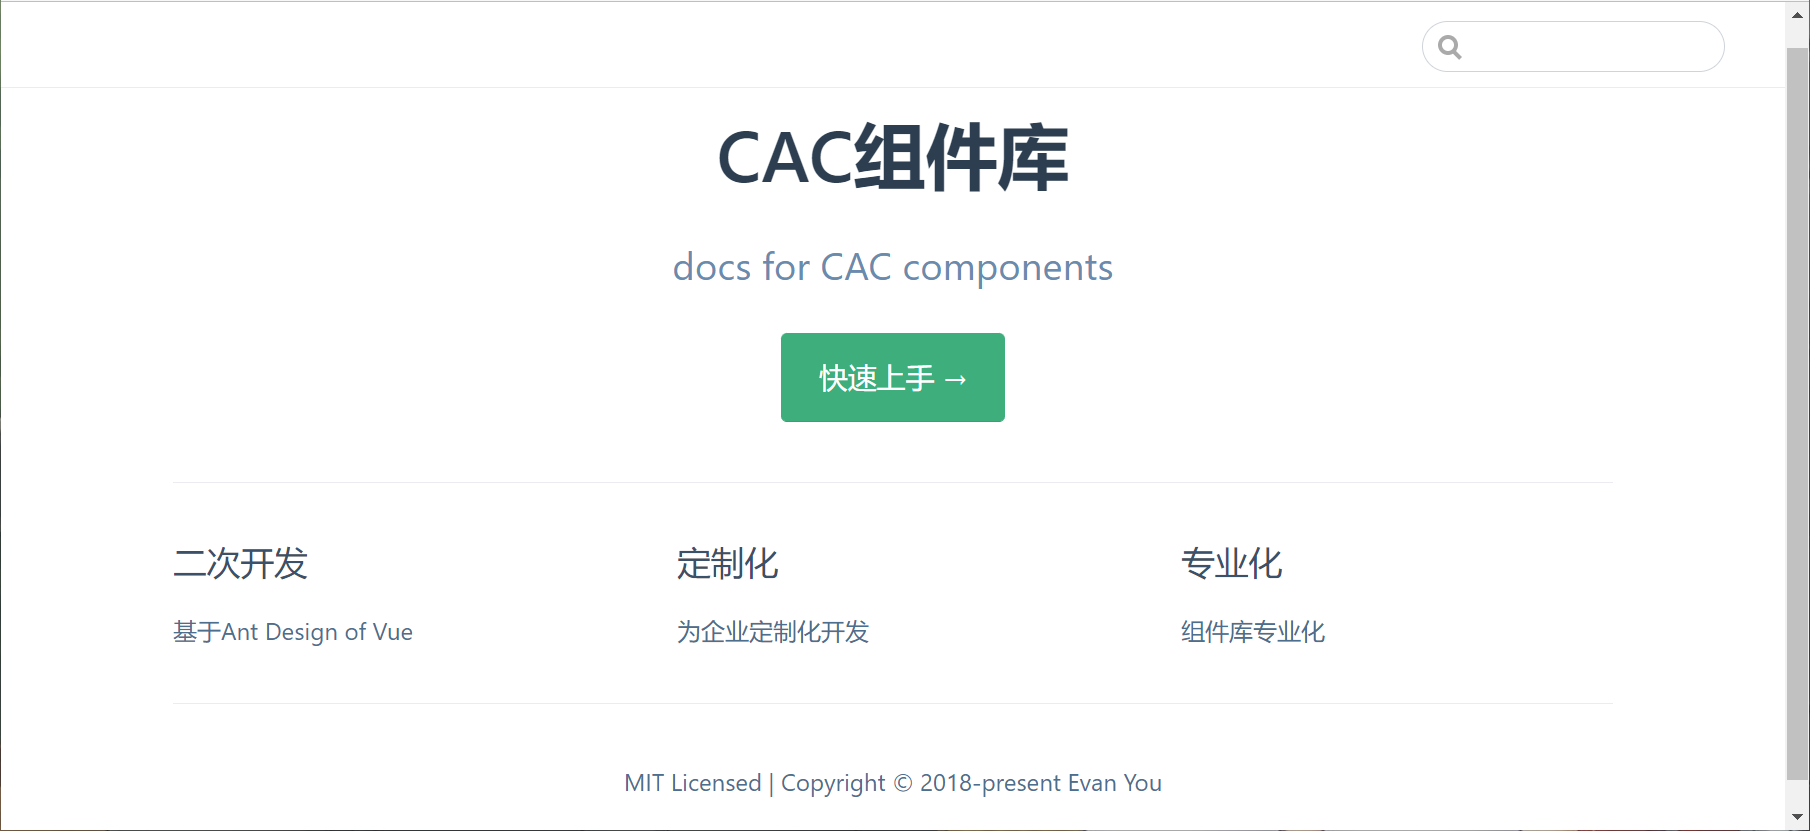 CAC组件库
docs for CAC components
快速上手 →
二次开发
基于Ant Design of Vue
定制化
为企业定制化开发
专业化
组件库专业化
MIT Licensed | Copyright © 2018-present Evan You